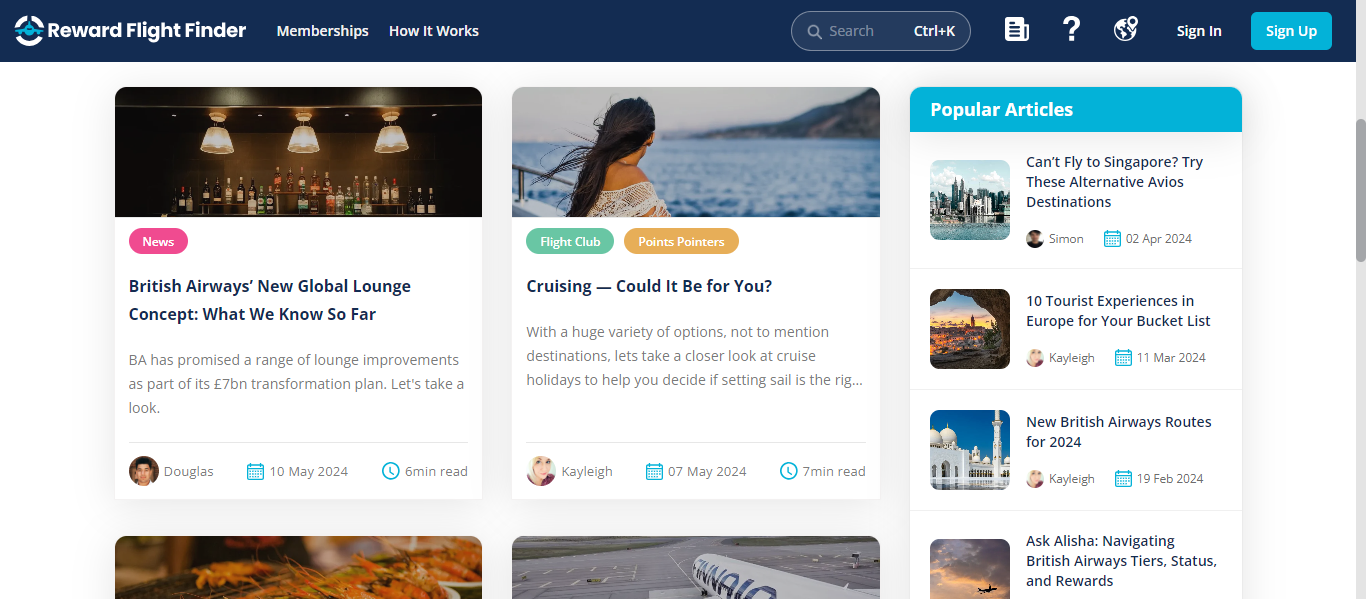 Reward Flight Finder
Memberships
How It Works
Search
Ctrl+K
Sign In
Sign Up
News
British Airways’ New Global Lounge
Concept: What We Know So Far
BA has promised a range of lounge improvements
as part of its £7bn transformation plan. Let's take a
look.
Douglas
10 May 2024
6min read
Flight Club
Points Pointers
Cruising — Could It Be for You?
With a huge variety of options, not to mention
destinations, lets take a closer look at cruise
holidays to help you decide if setting sail is the rig...
Kayleigh
07 May 2024
7min read
Popular Articles
Can’t Fly to Singapore? Try
These Alternative Avios
Destinations
Simon
02 Apr 2024
10 Tourist Experiences in
Europe for Your Bucket List
Kayleigh
11 Mar 2024
New British Airways Routes
for 2024
Kayleigh
19 Feb 2024
Ask Alisha: Navigating
British Airways Tiers, Status,
and Rewards
FINNAIR